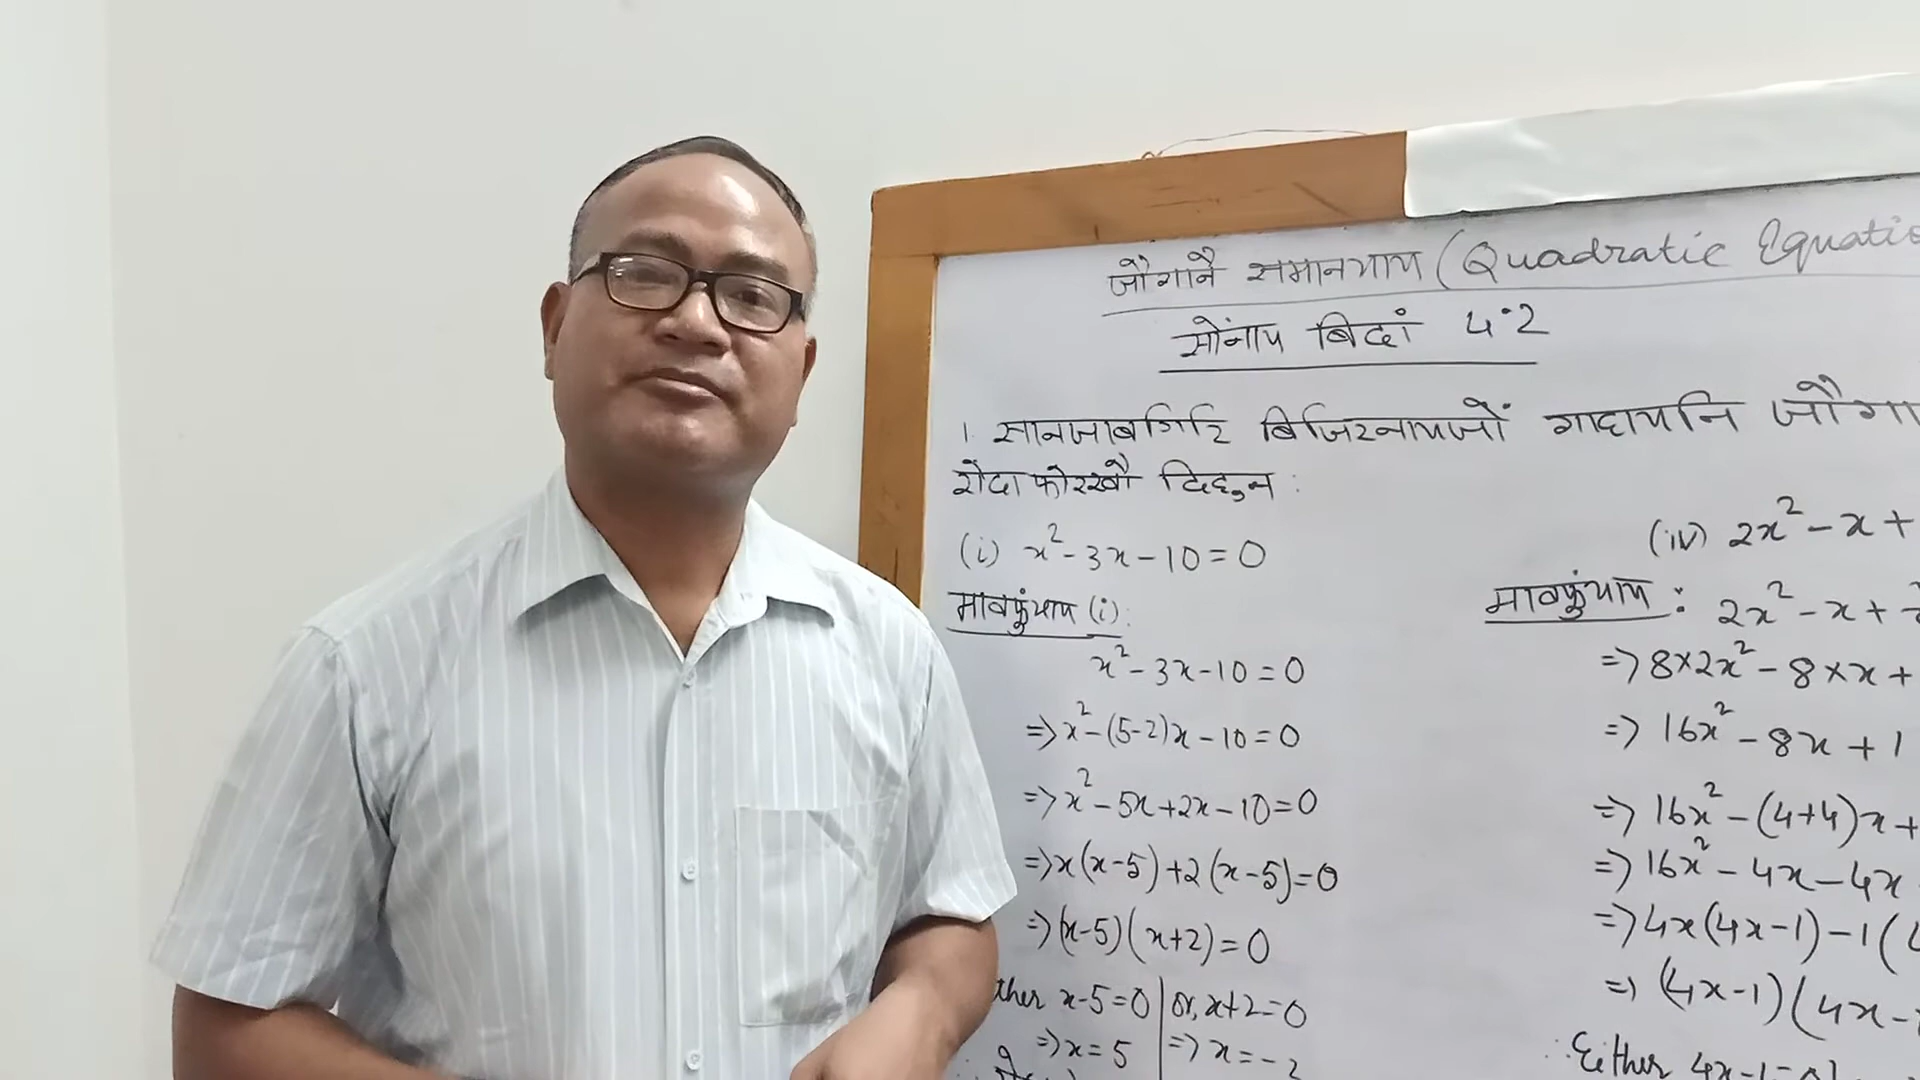 जौगानै समानथाय (Quadratic Equatio
सोंनाय बिदां 4.2
1. सानजाबगिरि बिजिरनायजों गाहायनि जौगा
रोदा फोरखौ दिहुन :
(i) x² - 3x - 10 = 0
मावफुंथाय (i):
x² - 3x - 10 = 0
=> x² - (5-2)x - 10 = 0
=> x² - 5x + 2x - 10 = 0
=> x(x-5) + 2(x-5) = 0
=> (x-5)(x+2) = 0
ther x-5=0 | or, x+2=0
=> x = 5 | => x = -2
(iv) 2x² - x +
मावफुंथाय : 2x² - x +
=> 8×2x² - 8×x +
=> 16x² - 8x + 1
=> 16x² - (4+4)x +
=> 16x² - 4x - 4x
=> 4x(4x-1) - 1(4
=> (4x-1)(4x-
∴ Either 4x-1=0